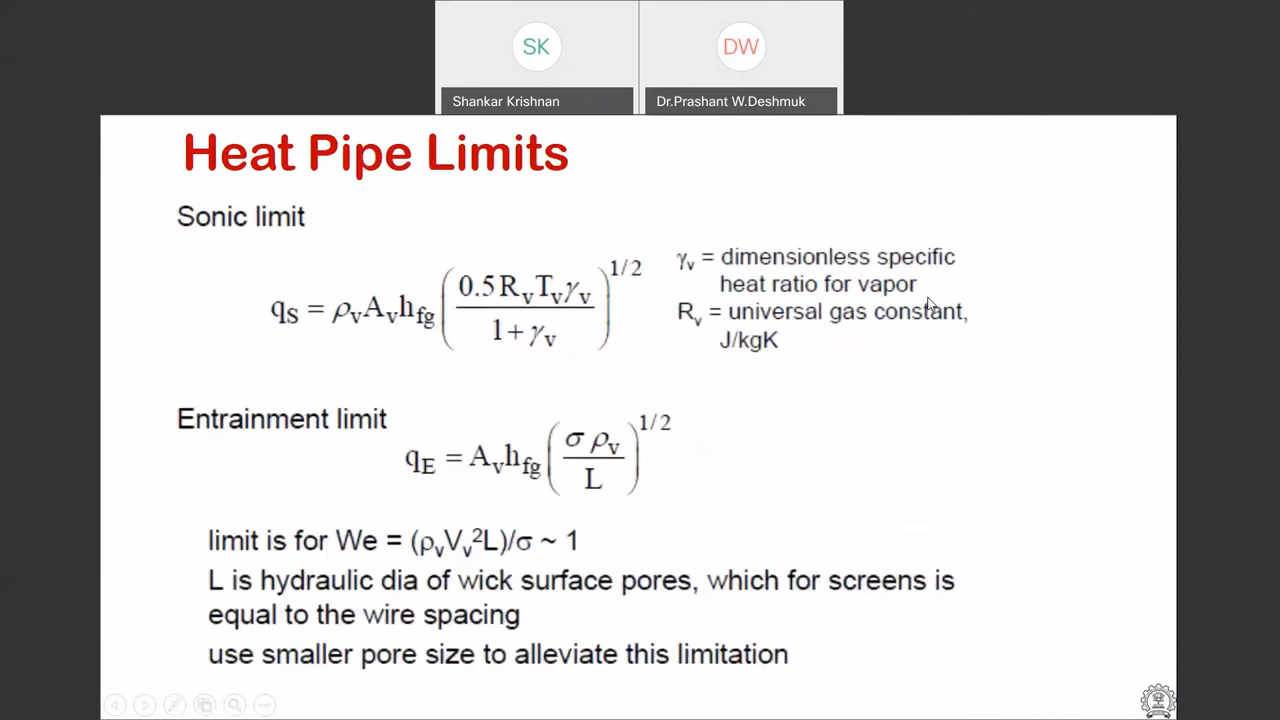 SK
DW
Shankar Krishnan
Dr.Prashant W.Deshmuk
Heat Pipe Limits
Sonic limit
q_S = ρ_v A_v h_fg ( 0.5 R_v T_v γ_v / 1 + γ_v )^1/2
γ_v = dimensionless specific
heat ratio for vapor
R_v = universal gas constant,
J/kgK
Entrainment limit
q_E = A_v h_fg ( σ ρ_v / L )^1/2
limit is for We = (ρ_v V_v²L)/σ ~ 1
L is hydraulic dia of wick surface pores, which for screens is
equal to the wire spacing
use smaller pore size to alleviate this limitation